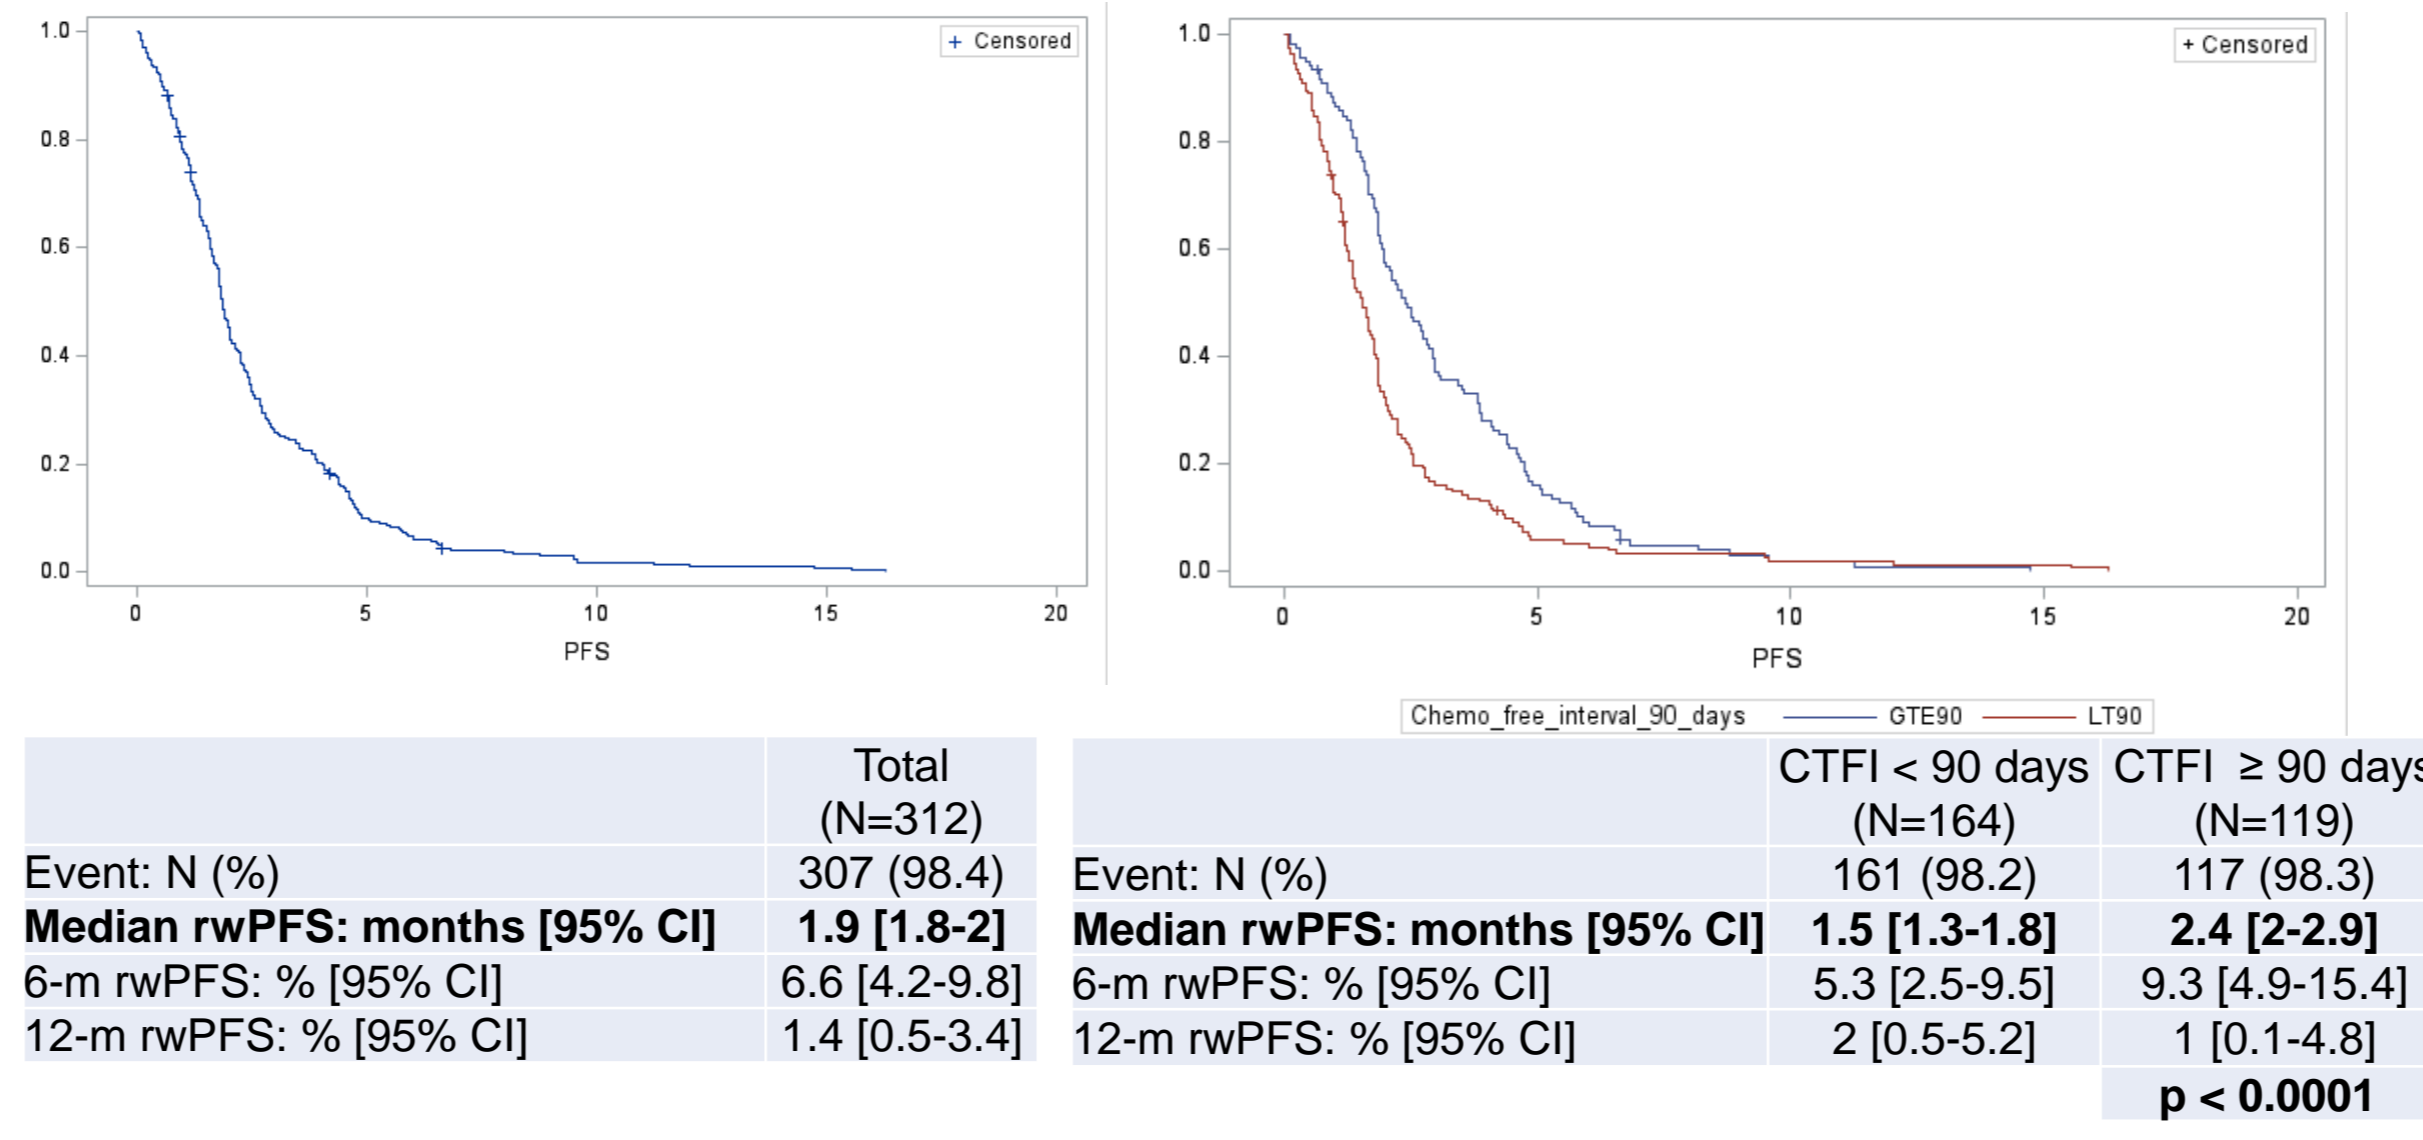 1.0
0.8
0.6
0.4
0.2
0.0
+ Censored
0 5 10 15 20
PFS
1.0
0.8
0.6
0.4
0.2
0.0
+ Censored
0 5 10 15 20
PFS
Chemo_free_interval_90_days GTE90 LT90
Total
(N=312)
Event: N (%) 307 (98.4)
Median rwPFS: months [95% CI] 1.9 [1.8-2]
6-m rwPFS: % [95% CI] 6.6 [4.2-9.8]
12-m rwPFS: % [95% CI] 1.4 [0.5-3.4]
CTFI < 90 days CTFI ≥ 90 days
(N=164) (N=119)
Event: N (%) 161 (98.2) 117 (98.3)
Median rwPFS: months [95% CI] 1.5 [1.3-1.8] 2.4 [2-2.9]
6-m rwPFS: % [95% CI] 5.3 [2.5-9.5] 9.3 [4.9-15.4]
12-m rwPFS: % [95% CI] 2 [0.5-5.2] 1 [0.1-4.8]
p < 0.0001